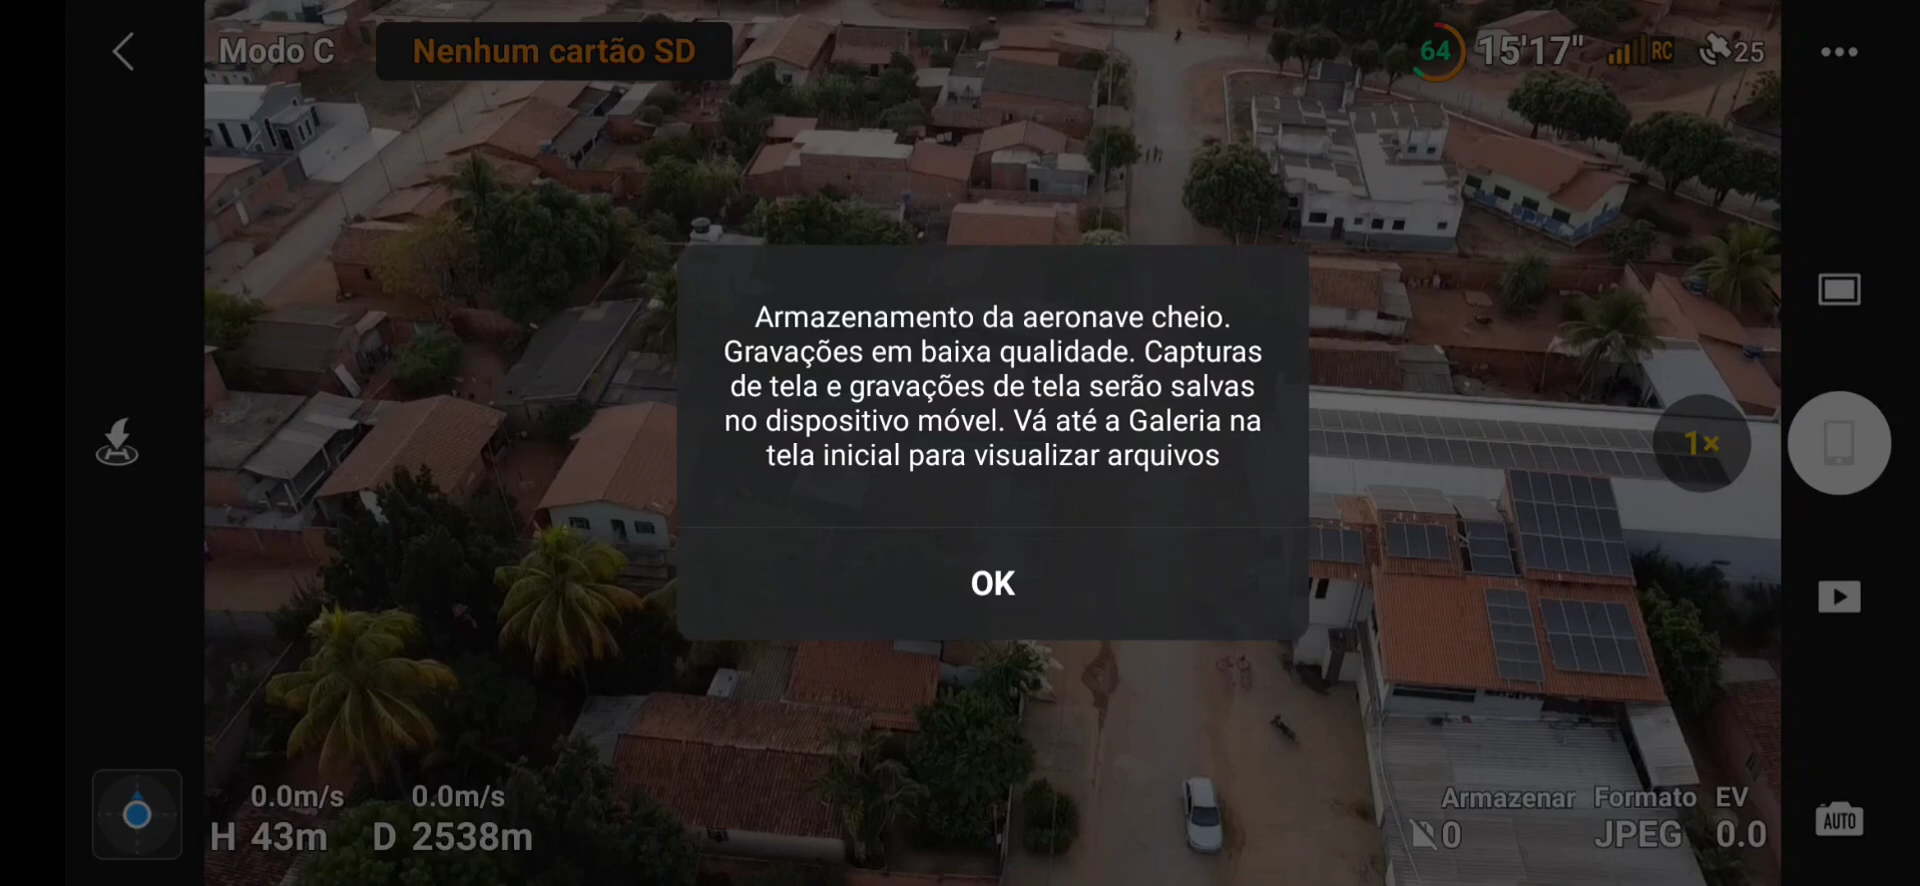 Modo C
Nenhum cartão SD
64
15'17"
RC
25
Armazenamento da aeronave cheio.
Gravações em baixa qualidade. Capturas
de tela e gravações de tela serão salvas
no dispositivo móvel. Vá até a Galeria na
tela inicial para visualizar arquivos
1×
OK
0.0m/s 0.0m/s
H 43m D 2538m
Armazenar Formato EV
0 JPEG 0.0
AUTO